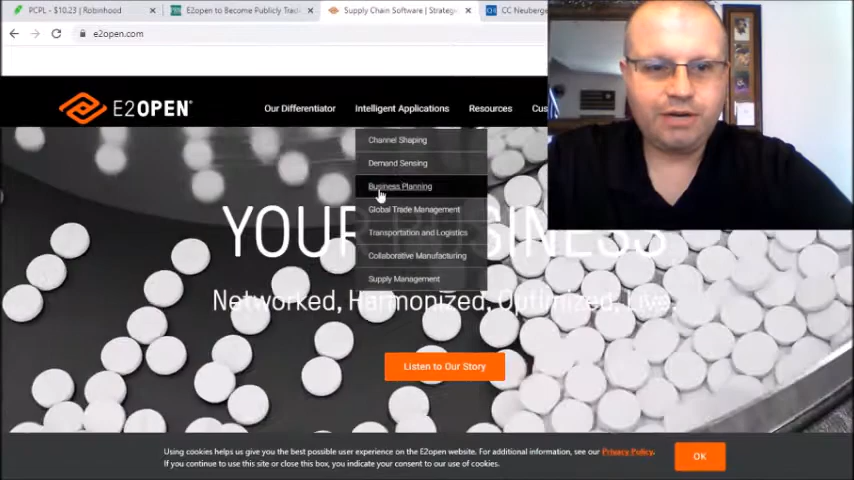 PCPL - $10.23 | Robinhood
E2open to Become Publicly Trad
Supply Chain Software | Strateg
CC Neuberge
e2open.com
E2OPEN
Our Differentiator
Intelligent Applications
Resources
Cus
Channel Shaping
Demand Sensing
Business Planning
Global Trade Management
Transportation and Logistics
Collaborative Manufacturing
Supply Management
YOUR BUSINESS
Networked, Harmonized, Optimized, Live.
Listen to Our Story
Using cookies helps us give you the best possible user experience on the E2open website. For additional information, see our Privacy Policy.
If you continue to use this site or close this box, you indicate your consent to our use of cookies.
OK